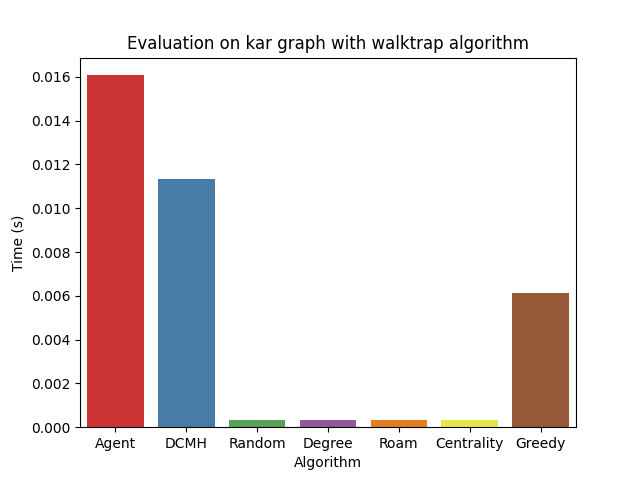 Evaluation on kar graph with walktrap algorithm
0.016
0.014
0.012
0.010
0.008
0.006
0.004
0.002
0.000
Time (s)
Agent DCMH Random Degree Roam Centrality Greedy
Algorithm